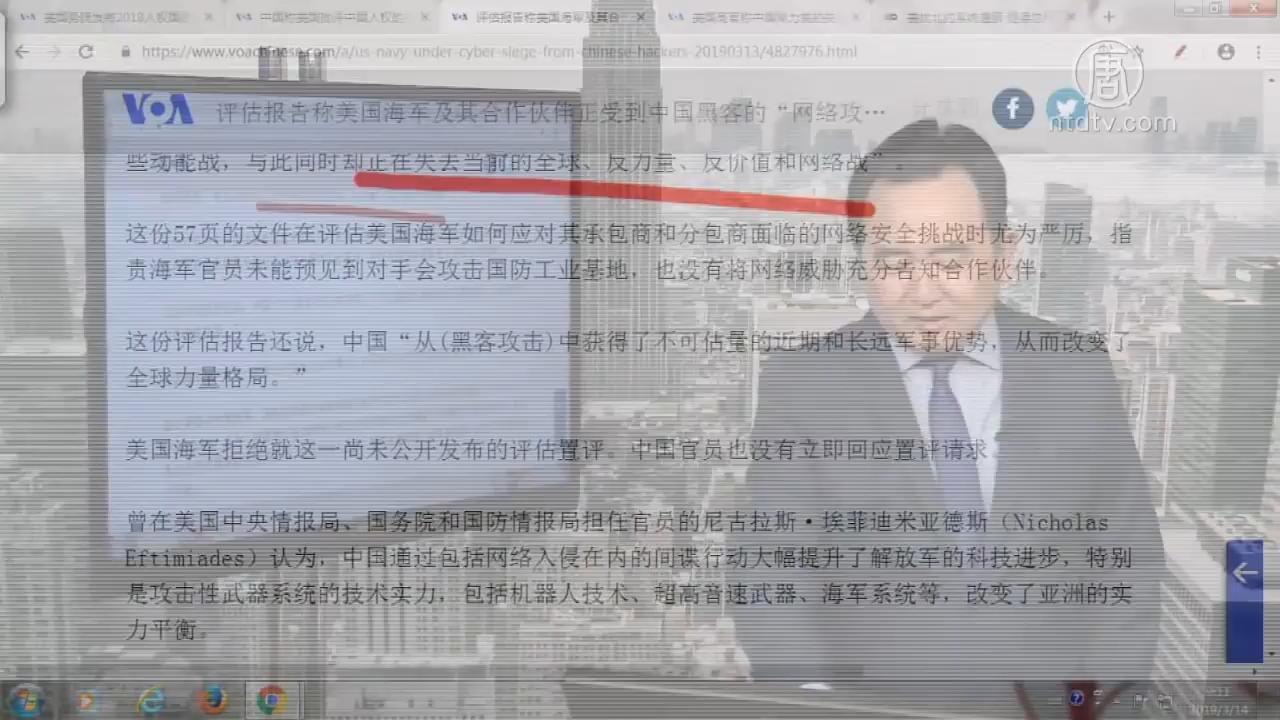 美国高官称中国努力塑造
https://www.voachinese.com/a/us-navy-under-cyber-siege-from-chinese-hackers-20190313/4827976.html
唐
ntdtv.com
VOA 评估报告称美国海军及其合作伙伴正受到中国黑客的“网络攻…
些动能战，与此同时却正在失去当前的全球、反力量、反价值和网络战”。
这份57页的文件在评估美国海军如何应对其承包商和分包商面临的网络安全挑战时尤为严厉，指
责海军官员未能预见到对手会攻击国防工业基地，也没有将网络威胁充分告知合作伙伴。
这份评估报告还说，中国“从(黑客攻击)中获得了不可估量的近期和长远军事优势，从而改变了
全球力量格局。”
美国海军拒绝就这一尚未公开发布的评估置评。中国官员也没有立即回应置评请求。
曾在美国中央情报局、国务院和国防情报局担任官员的尼古拉斯·埃菲迪米亚德斯（Nicholas
Eftimiades）认为，中国通过包括网络入侵在内的间谍行动大幅提升了解放军的科技进步，特别
是攻击性武器系统的技术实力，包括机器人技术、超高音速武器、海军系统等，改变了亚洲的实
力平衡。
2019/3/14